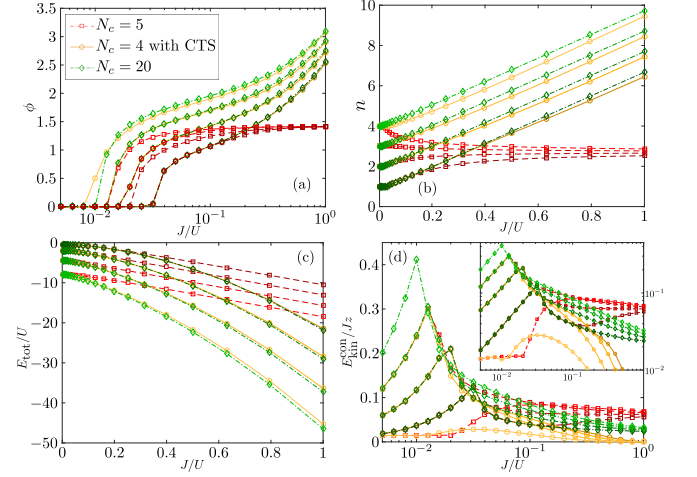 3.5
3
2.5
2
1.5
1
0.5
0
ϕ
N_c = 5
N_c = 4 with CTS
N_c = 20
(a)
10^{-2} 10^{-1} 10^0
J/U
10
8
6
4
2
0
n
(b)
0 0.2 0.4 0.6 0.8 1
J/U
0
−10
−20
−30
−40
−50
E_tot/U
(c)
0 0.2 0.4 0.6 0.8 1
J/U
0.4
0.3
0.2
0.1
0
E^con_kin/Jz
(d)
10^{-1}
10^{-2}
10^{-2} 10^{-1}
10^{-2} 10^{-1} 10^0
J/U